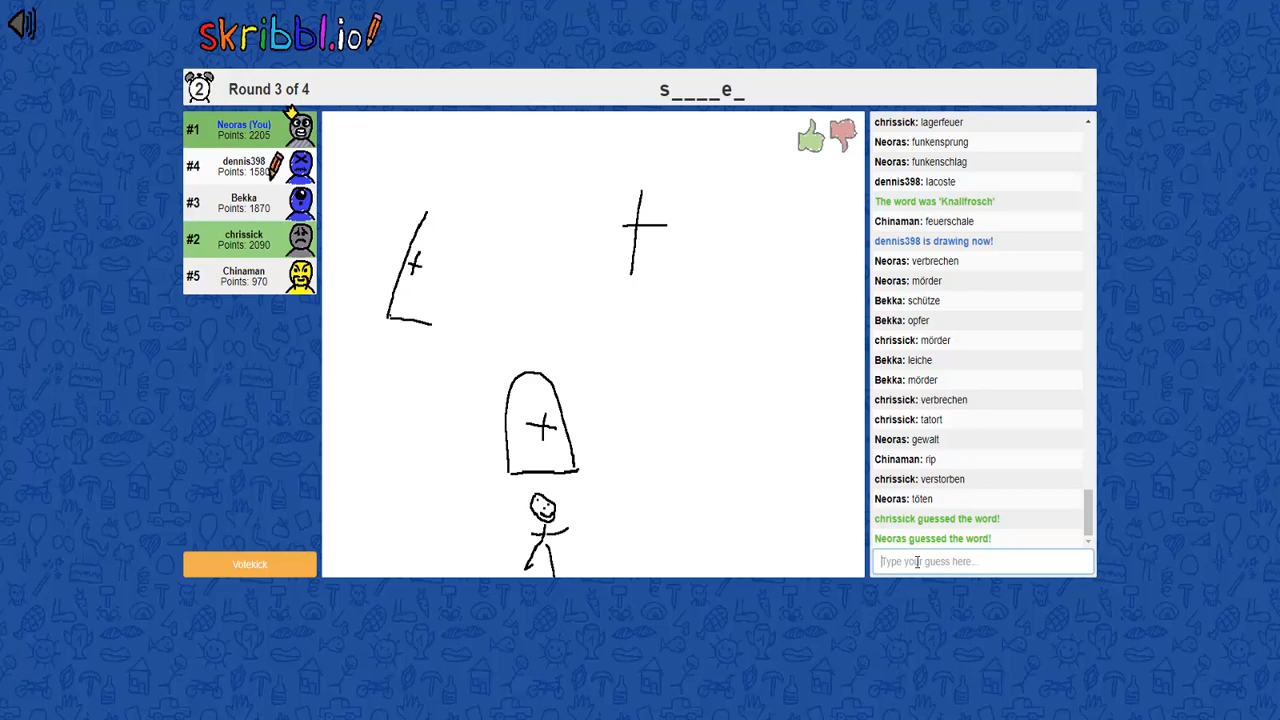 skribbl.io
2
Round 3 of 4
s____e_
#1
Neoras (You)
Points: 2205
#4
dennis398
Points: 1580
#3
Bekka
Points: 1870
#2
chrissick
Points: 2090
#5
Chinaman
Points: 970
Votekick
chrissick: lagerfeuer
Neoras: funkensprung
Neoras: funkenschlag
dennis398: lacoste
The word was 'Knallfrosch'
Chinaman: feuerschale
dennis398 is drawing now!
Neoras: verbrechen
Neoras: mörder
Bekka: schütze
Bekka: opfer
chrissick: mörder
Bekka: leiche
Bekka: mörder
chrissick: verbrechen
chrissick: tatort
Neoras: gewalt
Chinaman: rip
chrissick: verstorben
Neoras: töten
chrissick guessed the word!
Neoras guessed the word!
Type your guess here...